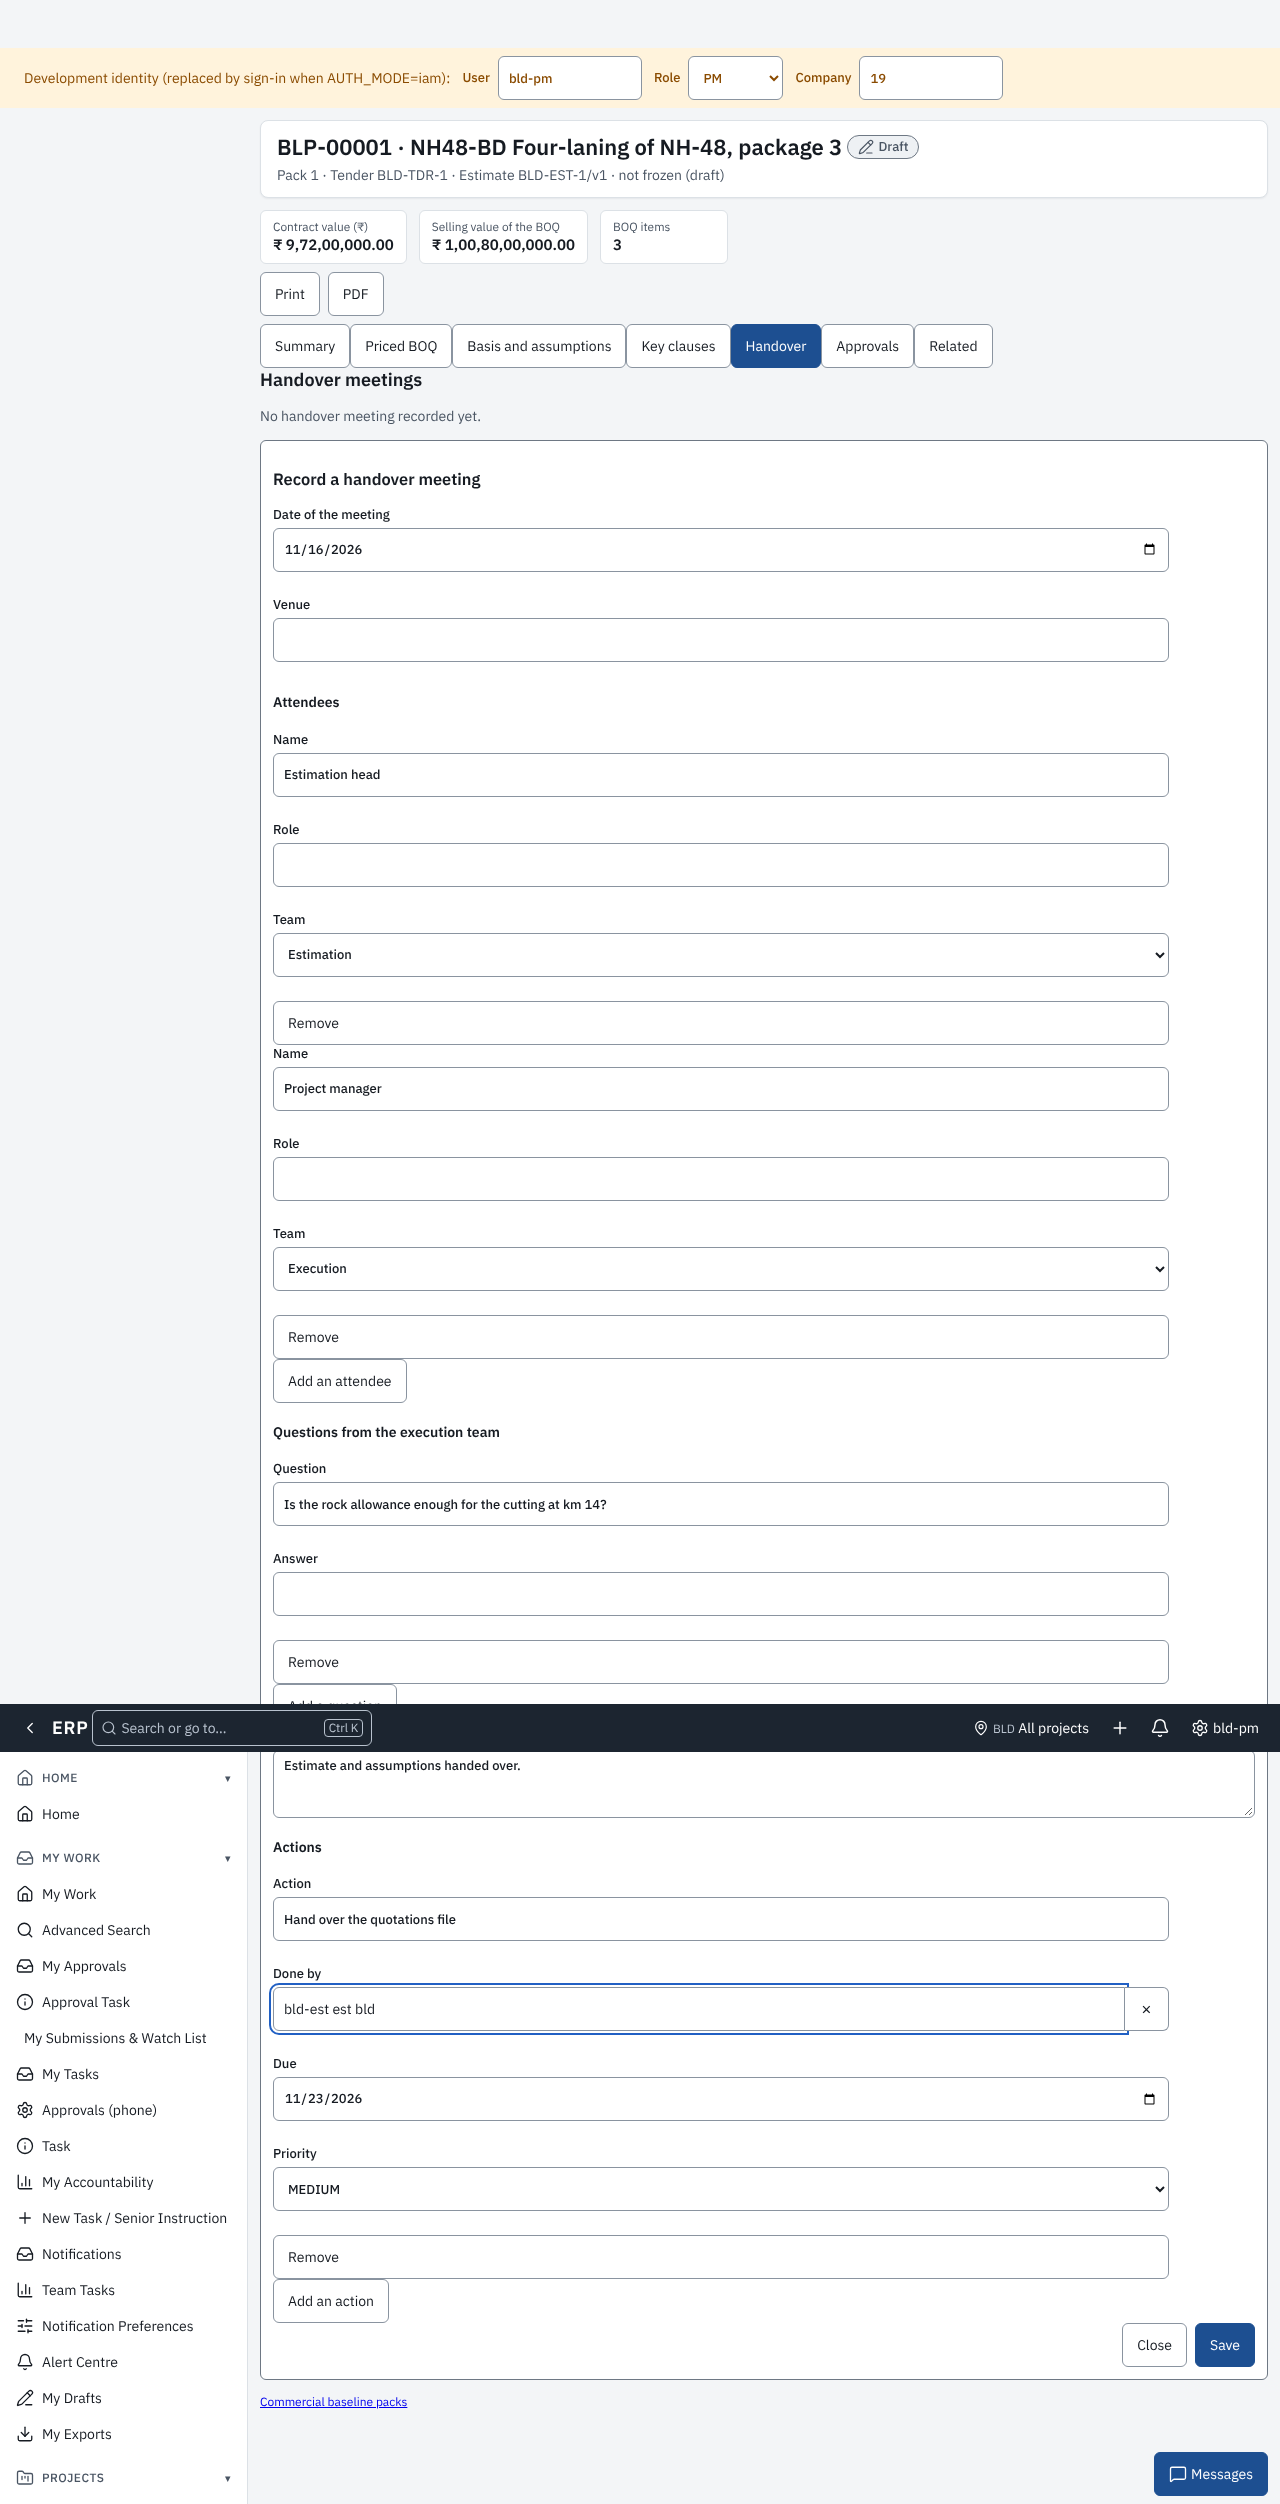 Development identity (replaced by sign-in when AUTH_MODE=iam): User bld-pm Role PM Company 19
BLP-00001 · NH48-BD Four-laning of NH-48, package 3 Draft
Pack 1 · Tender BLD-TDR-1 · Estimate BLD-EST-1/v1 · not frozen (draft)
Contract value (₹) Selling value of the BOQ BOQ items
₹ 9,72,00,000.00 ₹ 1,00,80,00,000.00 3
Print PDF
Summary Priced BOQ Basis and assumptions Key clauses Handover Approvals Related
Handover meetings
No handover meeting recorded yet.
Record a handover meeting
Date of the meeting
11/16/2026
Venue
Attendees
Name
Estimation head
Role
Team
Estimation
Remove
Name
Project manager
Role
Team
Execution
Remove
Add an attendee
Questions from the execution team
Question
Is the rock allowance enough for the cutting at km 14?
Answer
Remove
ERP Search or go to... Ctrl K BLD All projects bld-pm
Estimate and assumptions handed over.
Actions
Action
Hand over the quotations file
Done by
bld-est est bld ×
Due
11/23/2026
Priority
MEDIUM
Remove
Add an action
Close Save
Commercial baseline packs
HOME
Home
MY WORK
My Work
Advanced Search
My Approvals
Approval Task
My Submissions & Watch List
My Tasks
Approvals (phone)
Task
My Accountability
New Task / Senior Instruction
Notifications
Team Tasks
Notification Preferences
Alert Centre
My Drafts
My Exports
PROJECTS
Messages